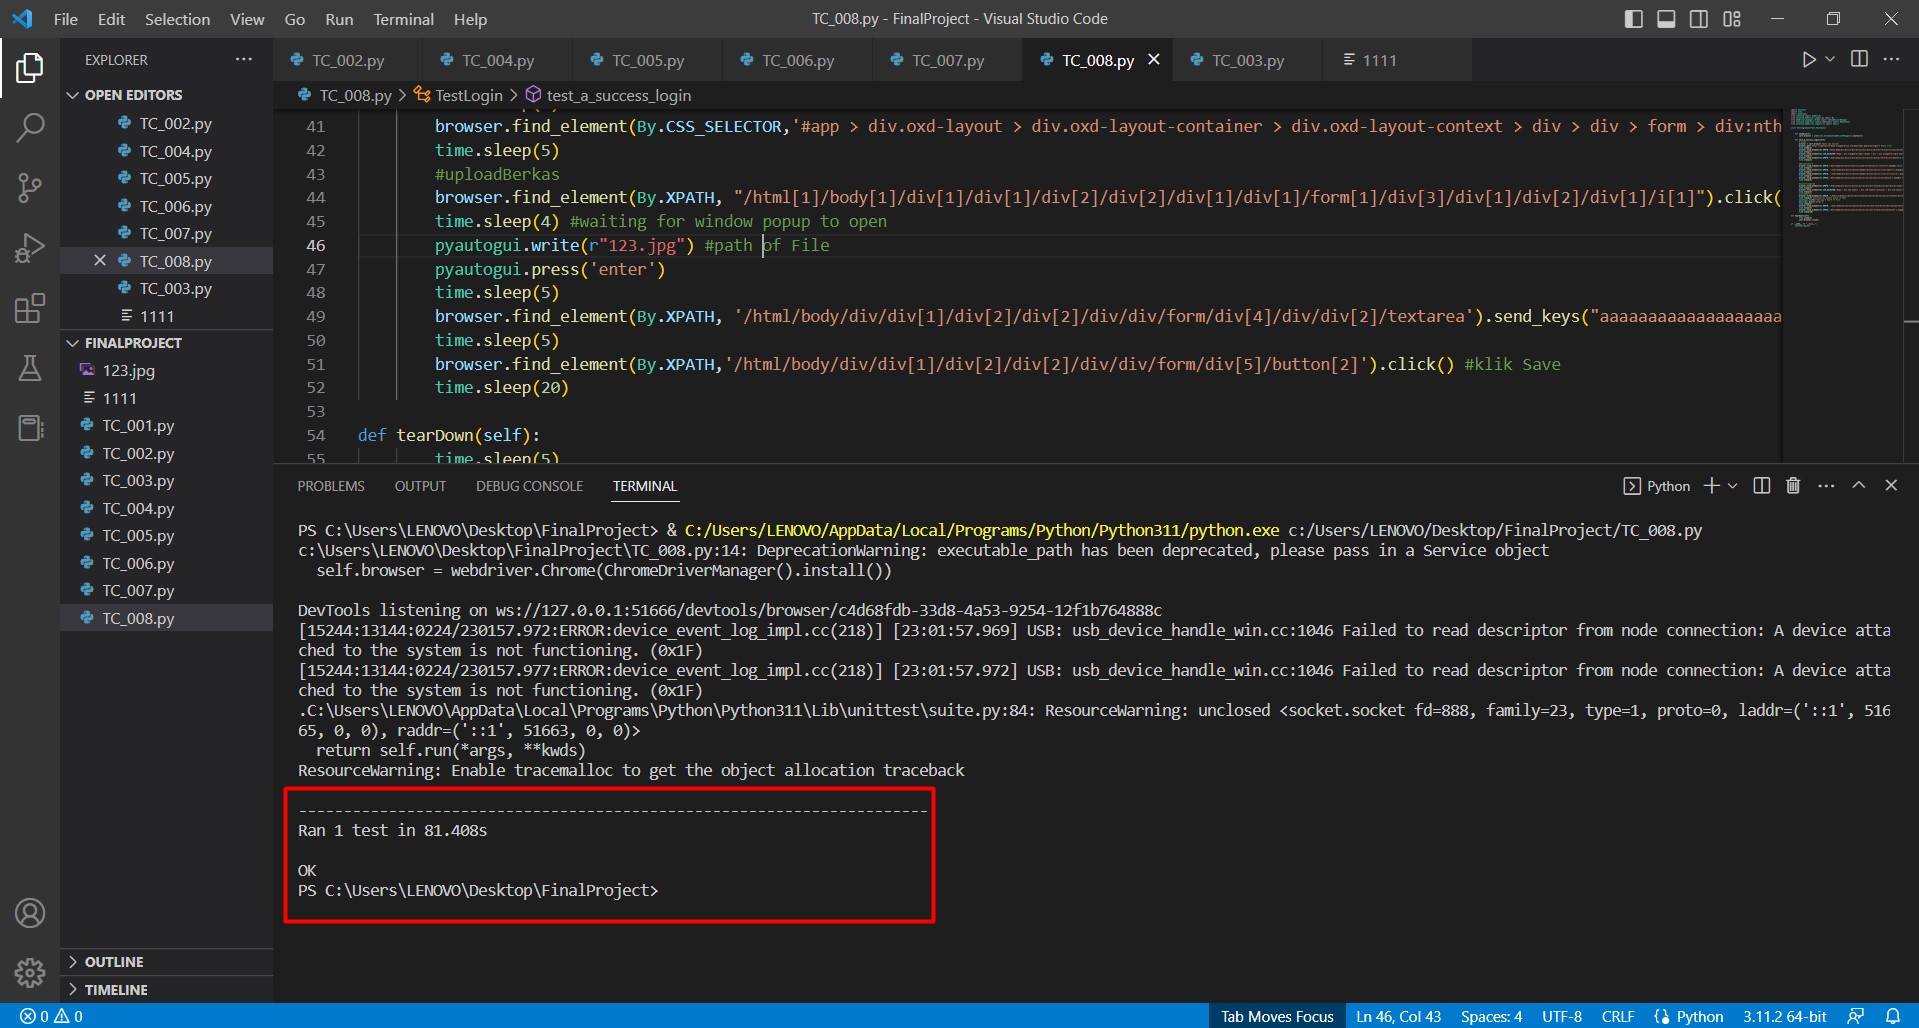 File Edit Selection View Go Run Terminal Help
TC_008.py - FinalProject - Visual Studio Code
EXPLORER
OPEN EDITORS
TC_002.py
TC_004.py
TC_005.py
TC_006.py
TC_007.py
TC_008.py
TC_003.py
1111
FINALPROJECT
123.jpg
1111
TC_001.py
TC_002.py
TC_003.py
TC_004.py
TC_005.py
TC_006.py
TC_007.py
TC_008.py
OUTLINE
TIMELINE
TC_002.py TC_004.py TC_005.py TC_006.py TC_007.py TC_008.py TC_003.py 1111
TC_008.py > TestLogin > test_a_success_login
41 browser.find_element(By.CSS_SELECTOR,'#app > div.oxd-layout > div.oxd-layout-container > div.oxd-layout-context > div > div > form > div:nth
42 time.sleep(5)
43 #uploadBerkas
44 browser.find_element(By.XPATH, "/html[1]/body[1]/div[1]/div[1]/div[2]/div[2]/div[1]/div[1]/form[1]/div[3]/div[1]/div[2]/div[1]/i[1]").click(
45 time.sleep(4) #waiting for window popup to open
46 pyautogui.write(r"123.jpg") #path of File
47 pyautogui.press('enter')
48 time.sleep(5)
49 browser.find_element(By.XPATH, '/html/body/div/div[1]/div[2]/div[2]/div/div/form/div[4]/div/div[2]/textarea').send_keys("aaaaaaaaaaaaaaaaaaa
50 time.sleep(5)
51 browser.find_element(By.XPATH,'/html/body/div/div[1]/div[2]/div[2]/div/div/form/div[5]/button[2]').click() #klik Save
52 time.sleep(20)
53
54 def tearDown(self):
55 time.sleep(5)
PROBLEMS OUTPUT DEBUG CONSOLE TERMINAL
Python
PS C:\Users\LENOVO\Desktop\FinalProject> & C:/Users/LENOVO/AppData/Local/Programs/Python/Python311/python.exe c:/Users/LENOVO/Desktop/FinalProject/TC_008.py
c:\Users\LENOVO\Desktop\FinalProject\TC_008.py:14: DeprecationWarning: executable_path has been deprecated, please pass in a Service object
self.browser = webdriver.Chrome(ChromeDriverManager().install())
DevTools listening on ws://127.0.0.1:51666/devtools/browser/c4d68fdb-33d8-4a53-9254-12f1b764888c
[15244:13144:0224/230157.972:ERROR:device_event_log_impl.cc(218)] [23:01:57.969] USB: usb_device_handle_win.cc:1046 Failed to read descriptor from node connection: A device atta
ched to the system is not functioning. (0x1F)
[15244:13144:0224/230157.977:ERROR:device_event_log_impl.cc(218)] [23:01:57.972] USB: usb_device_handle_win.cc:1046 Failed to read descriptor from node connection: A device atta
ched to the system is not functioning. (0x1F)
.C:\Users\LENOVO\AppData\Local\Programs\Python\Python311\Lib\unittest\suite.py:84: ResourceWarning: unclosed <socket.socket fd=888, family=23, type=1, proto=0, laddr=('::1', 516
65, 0, 0), raddr=('::1', 51663, 0, 0)>
return self.run(*args, **kwds)
ResourceWarning: Enable tracemalloc to get the object allocation traceback
----------------------------------------------------------------------
Ran 1 test in 81.408s
OK
PS C:\Users\LENOVO\Desktop\FinalProject>
0 0
Tab Moves Focus Ln 46, Col 43 Spaces: 4 UTF-8 CRLF Python 3.11.2 64-bit